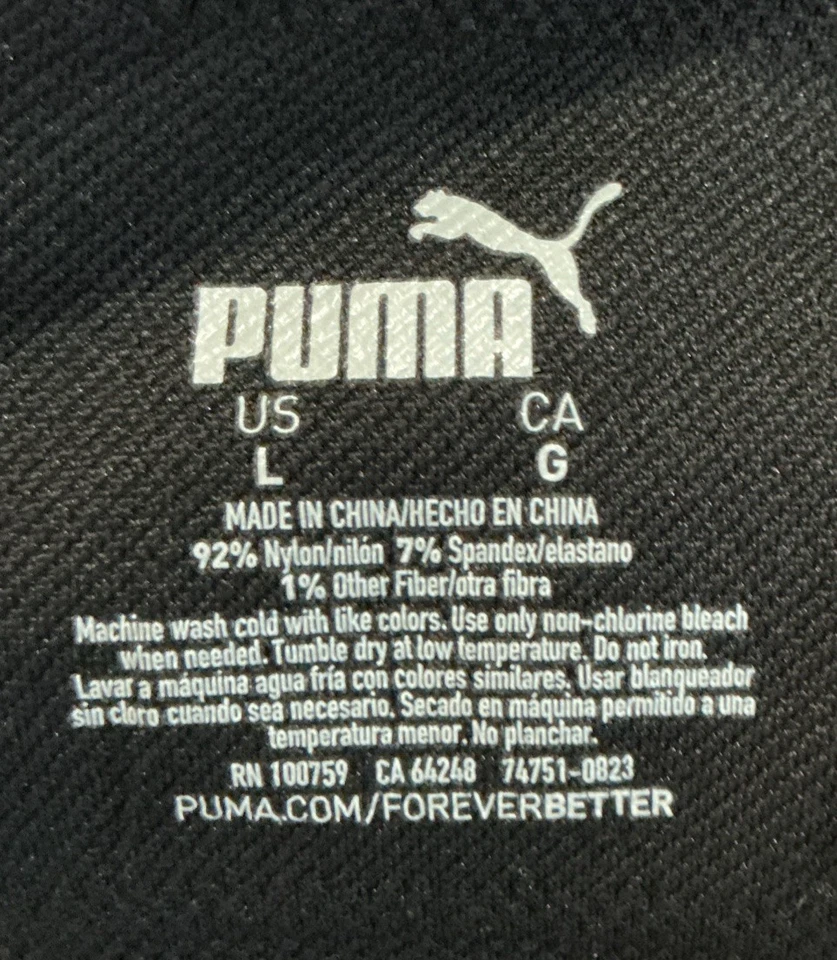 PUMA
US CA
L G
MADE IN CHINA/HECHO EN CHINA
92% Nylon/nilón 7% Spandex/elastano
1% Other Fiber/otra fibra
Machine wash cold with like colors. Use only non-chlorine bleach
when needed. Tumble dry at low temperature. Do not iron.
Lavar a máquina agua fría con colores similares. Usar blanqueador
sin cloro cuando sea necesario. Secado en máquina permitido a una
temperatura menor. No planchar.
RN 100759 CA 64248 74751-0823
PUMA.COM/FOREVERBETTER